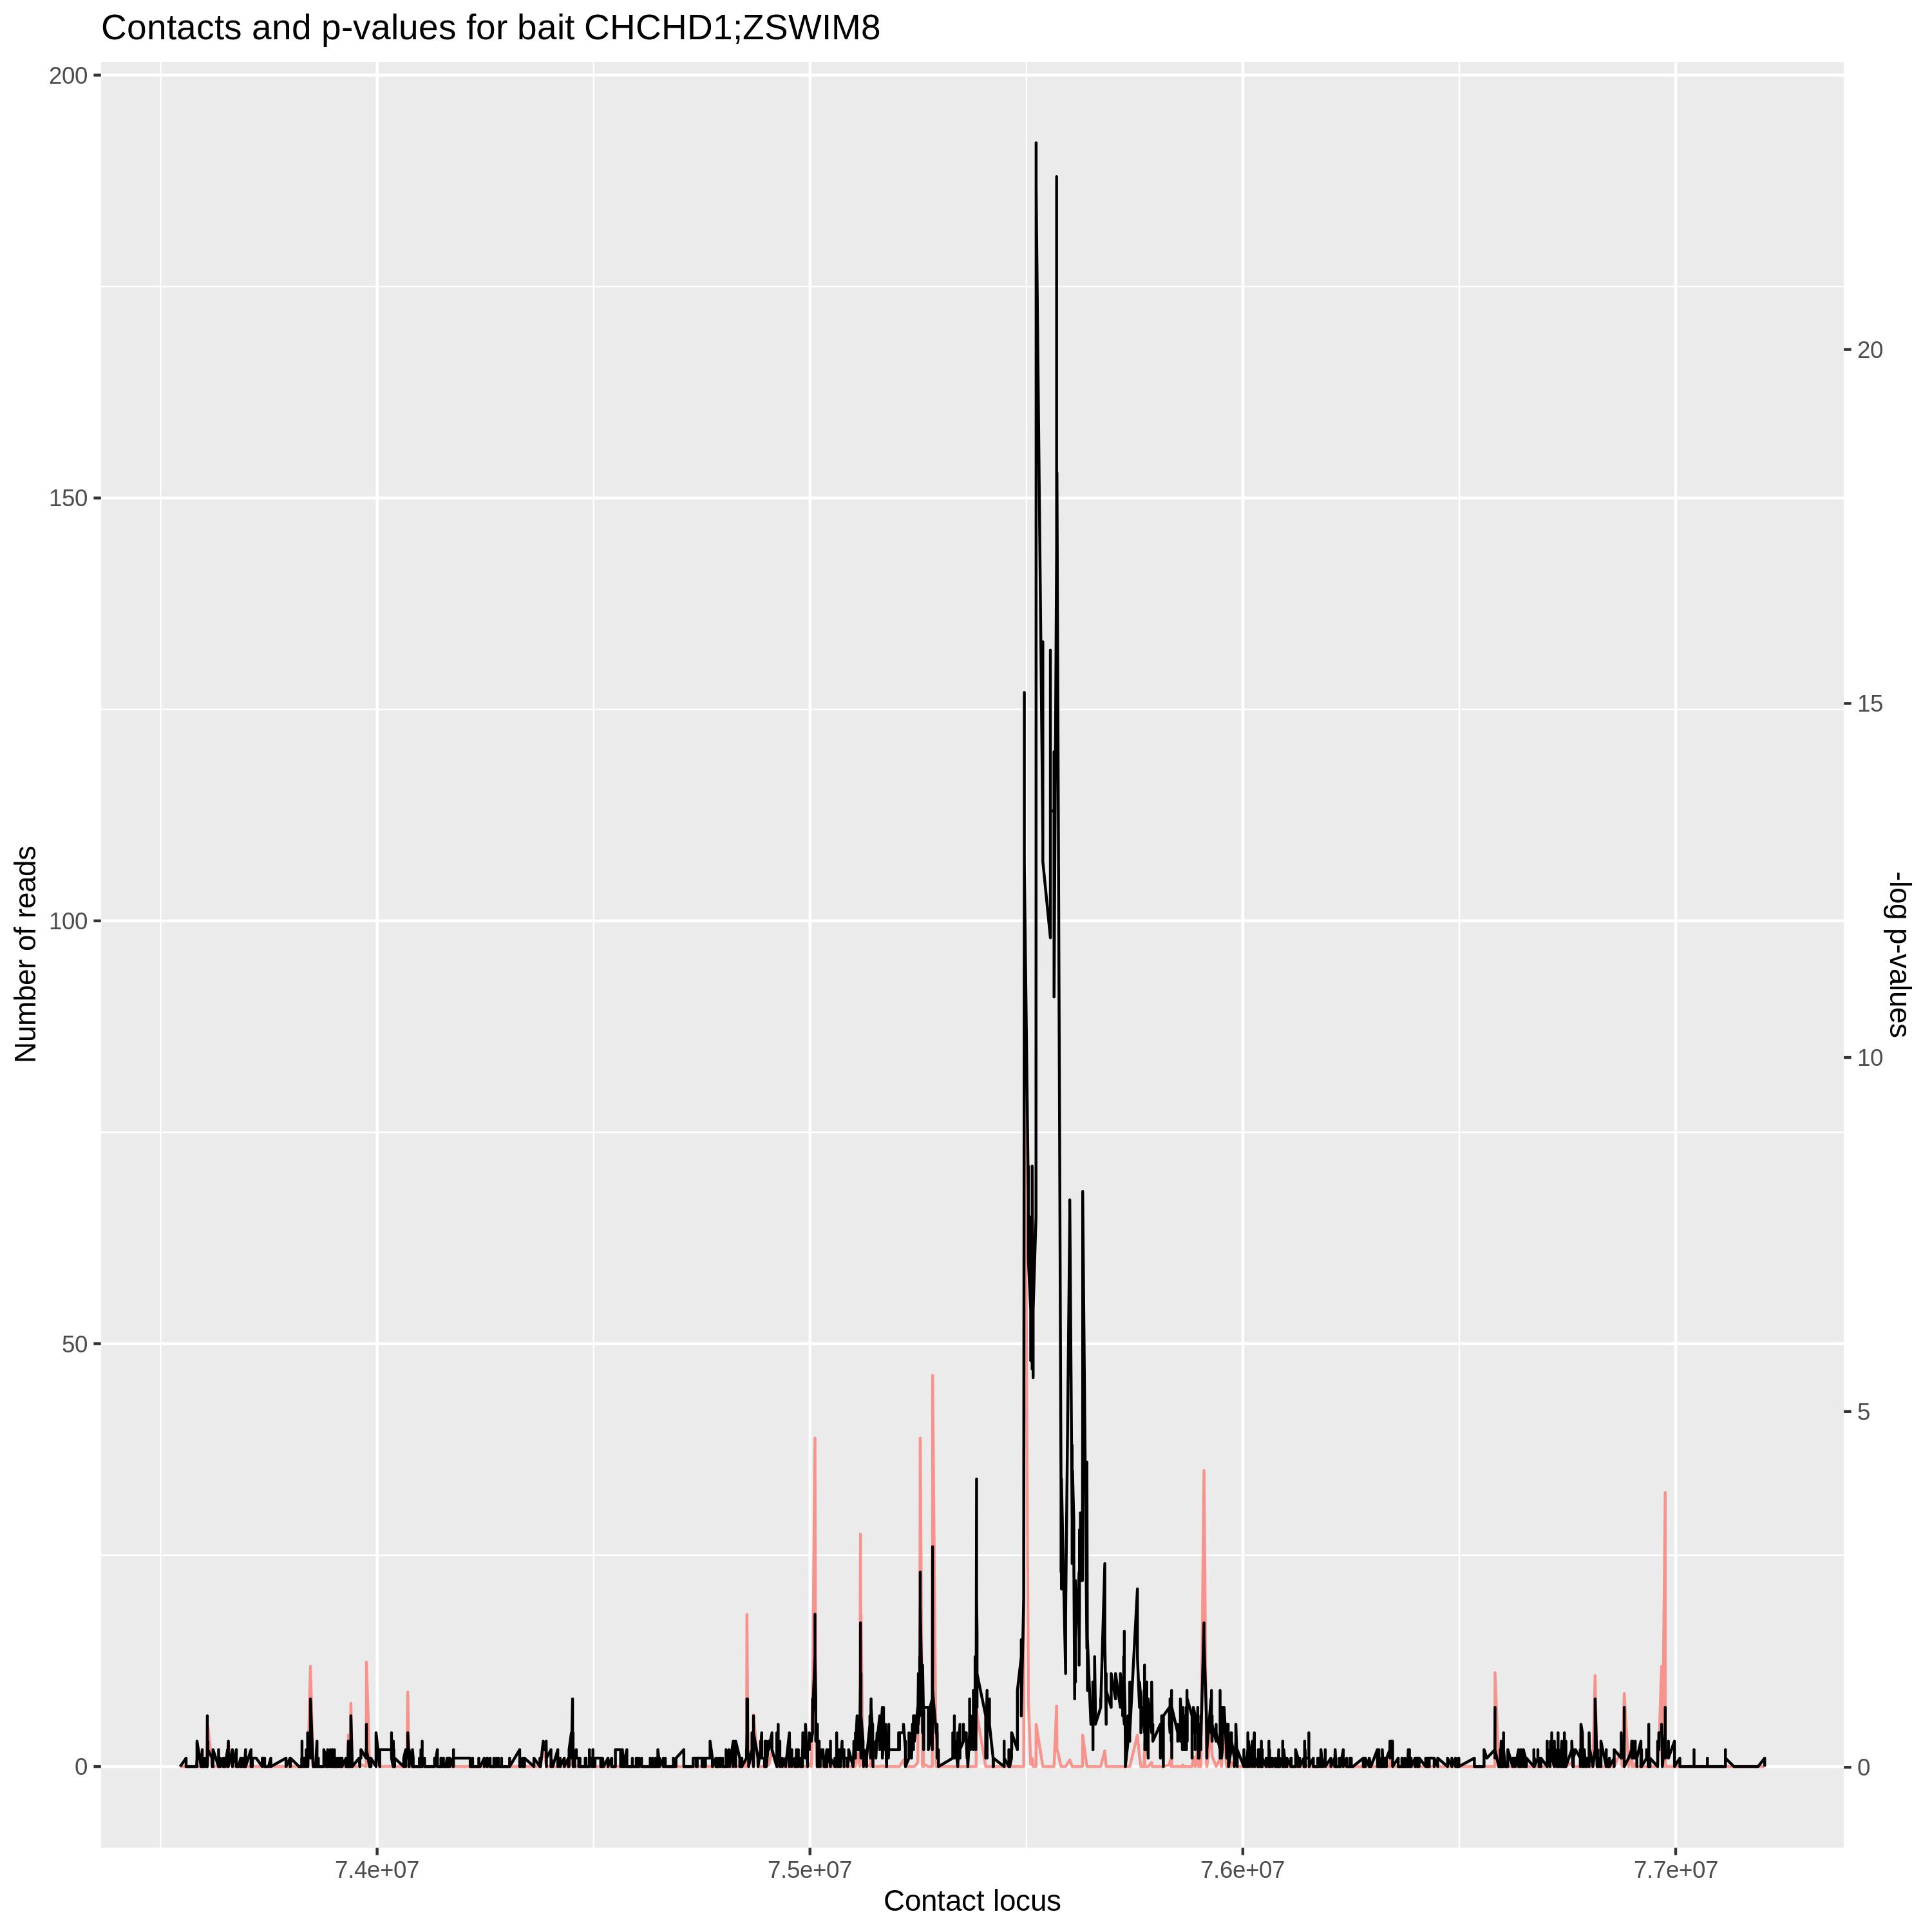 Contacts and p-values for bait CHCHD1;ZSWIM8
200
150
100
50
0
Number of reads
20
15
10
5
0
-log p-values
7.4e+07
7.5e+07
7.6e+07
7.7e+07
Contact locus